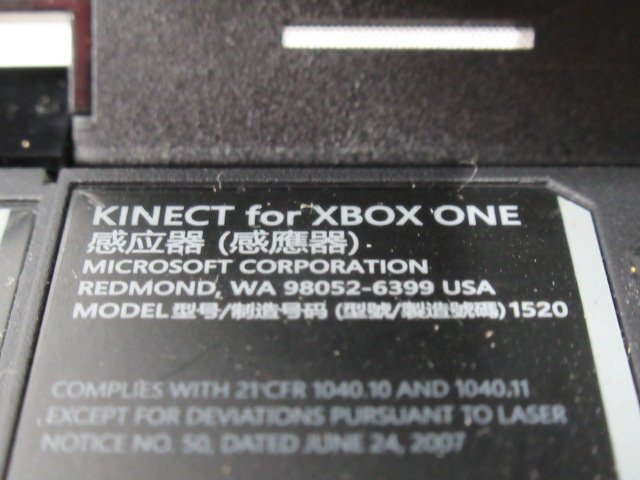 KINECT for XBOX ONE
感应器 (感應器)
MICROSOFT CORPORATION
REDMOND, WA 98052-6399 USA
MODEL 型号/制造号码 (型號/製造號碼) 1520
COMPLIES WITH 21 CFR 1040.10 AND 1040.11
EXCEPT FOR DEVIATIONS PURSUANT TO LASER
NOTICE NO. 50, DATED JUNE 24, 2007